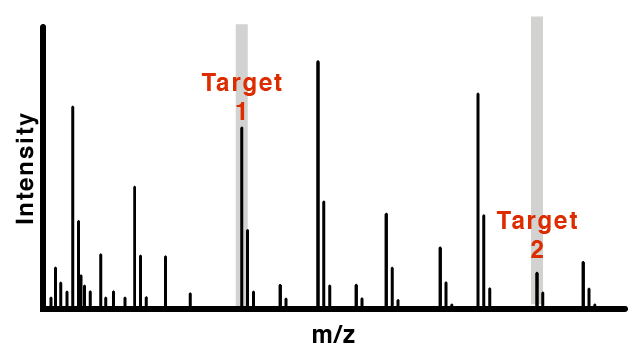 Target
1
Target
2
Intensity
m/z